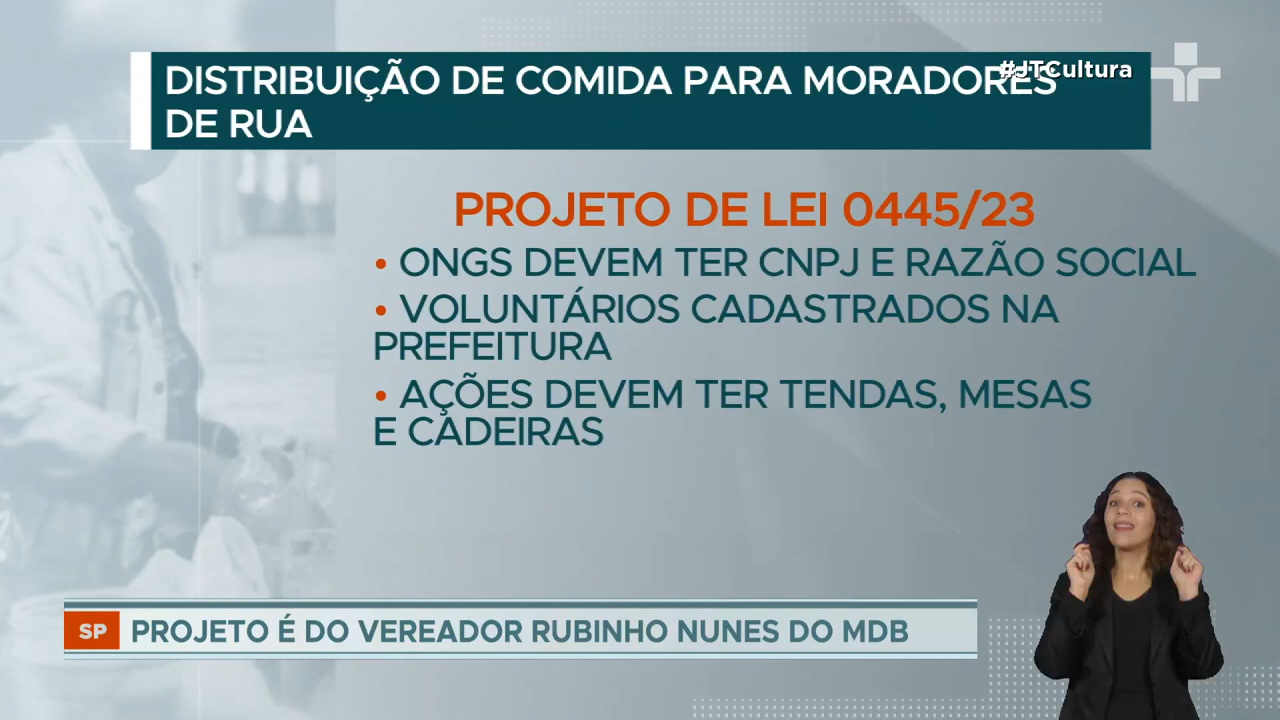 #JTCultura
DISTRIBUIÇÃO DE COMIDA PARA MORADORES
DE RUA
PROJETO DE LEI 0445/23
• ONGS DEVEM TER CNPJ E RAZÃO SOCIAL
• VOLUNTÁRIOS CADASTRADOS NA
PREFEITURA
• AÇÕES DEVEM TER TENDAS, MESAS
E CADEIRAS
SP PROJETO É DO VEREADOR RUBINHO NUNES DO MDB